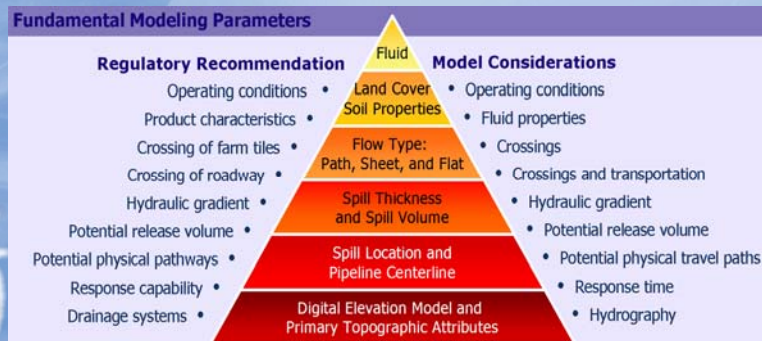 Fundamental Modeling Parameters
Regulatory Recommendation
Operating conditions •
Product characteristics •
Crossing of farm tiles •
Crossing of roadway •
Hydraulic gradient •
Potential release volume •
Potential physical pathways •
Response capability •
Drainage systems •
Fluid
Land Cover
Soil Properties
Flow Type:
Path, Sheet, and Flat
Spill Thickness
and Spill Volume
Spill Location and
Pipeline Centerline
Digital Elevation Model and
Primary Topographic Attributes
Model Considerations
• Operating conditions
• Fluid properties
• Crossings
• Crossings and transportation
• Hydraulic gradient
• Potential release volume
• Potential physical travel paths
• Response time
• Hydrography